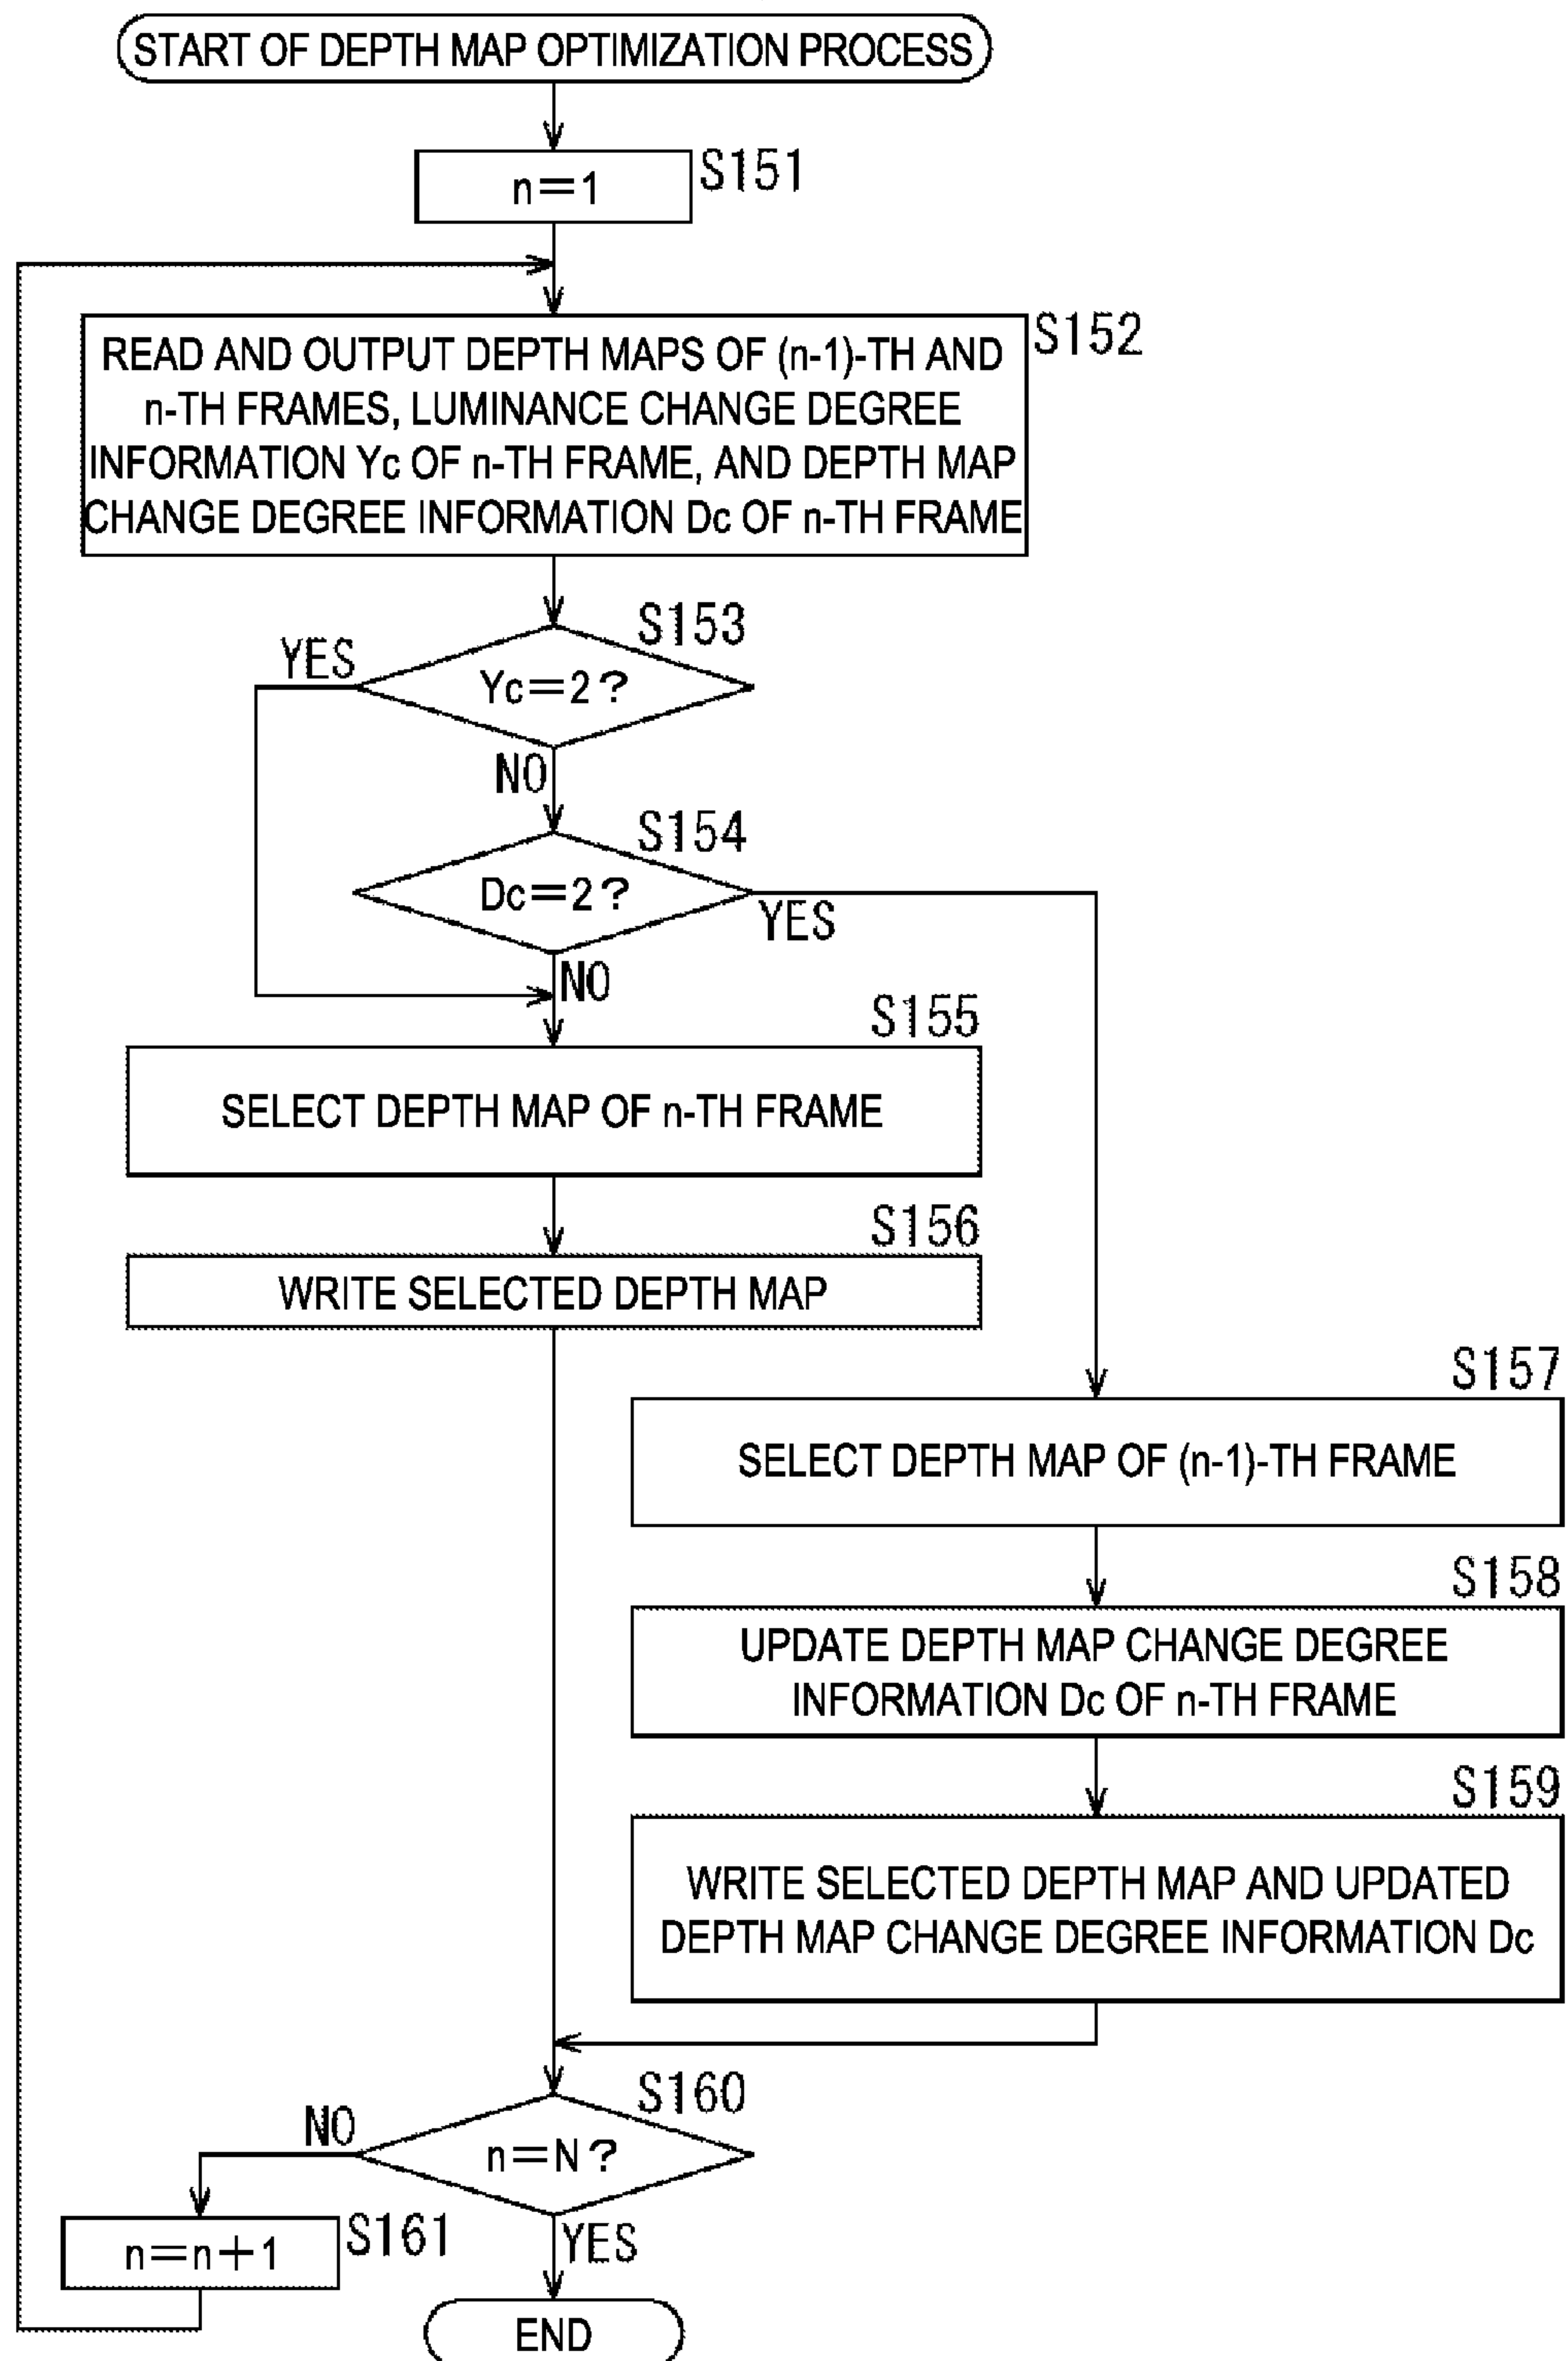 START OF DEPTH MAP OPTIMIZATION PROCESS
n=1
S151
READ AND OUTPUT DEPTH MAPS OF (n-1)-TH AND
n-TH FRAMES, LUMINANCE CHANGE DEGREE
INFORMATION Yc OF n-TH FRAME, AND DEPTH MAP
CHANGE DEGREE INFORMATION Dc OF n-TH FRAME
S152
S153
YES
Yc=2?
NO
S154
Dc=2?
YES
NO
S155
SELECT DEPTH MAP OF n-TH FRAME
S156
WRITE SELECTED DEPTH MAP
S157
SELECT DEPTH MAP OF (n-1)-TH FRAME
S158
UPDATE DEPTH MAP CHANGE DEGREE
INFORMATION Dc OF n-TH FRAME
S159
WRITE SELECTED DEPTH MAP AND UPDATED
DEPTH MAP CHANGE DEGREE INFORMATION Dc
S160
NO
n=N?
n=n+1
S161
YES
END